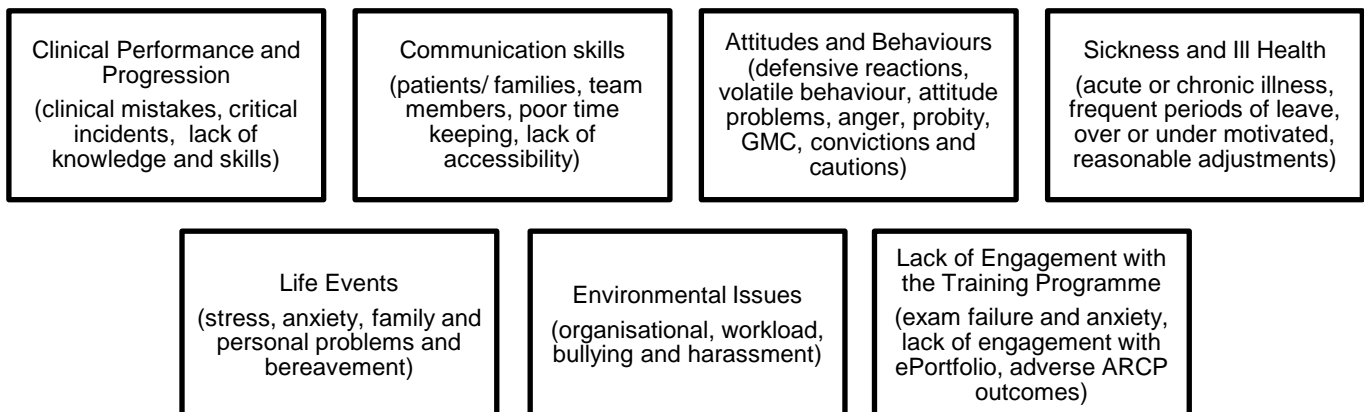 Clinical Performance and
Progression
(clinical mistakes, critical
incidents, lack of
knowledge and skills)
Communication skills
(patients/ families, team
members, poor time
keeping, lack of
accessibility)
Attitudes and Behaviours
(defensive reactions,
volatile behaviour, attitude
problems, anger, probity,
GMC, convictions and
cautions)
Sickness and Ill Health
(acute or chronic illness,
frequent periods of leave,
over or under motivated,
reasonable adjustments)
Life Events
(stress, anxiety, family and
personal problems and
bereavement)
Environmental Issues
(organisational, workload,
bullying and harassment)
Lack of Engagement with
the Training Programme
(exam failure and anxiety,
lack of engagement with
ePortfolio, adverse ARCP
outcomes)